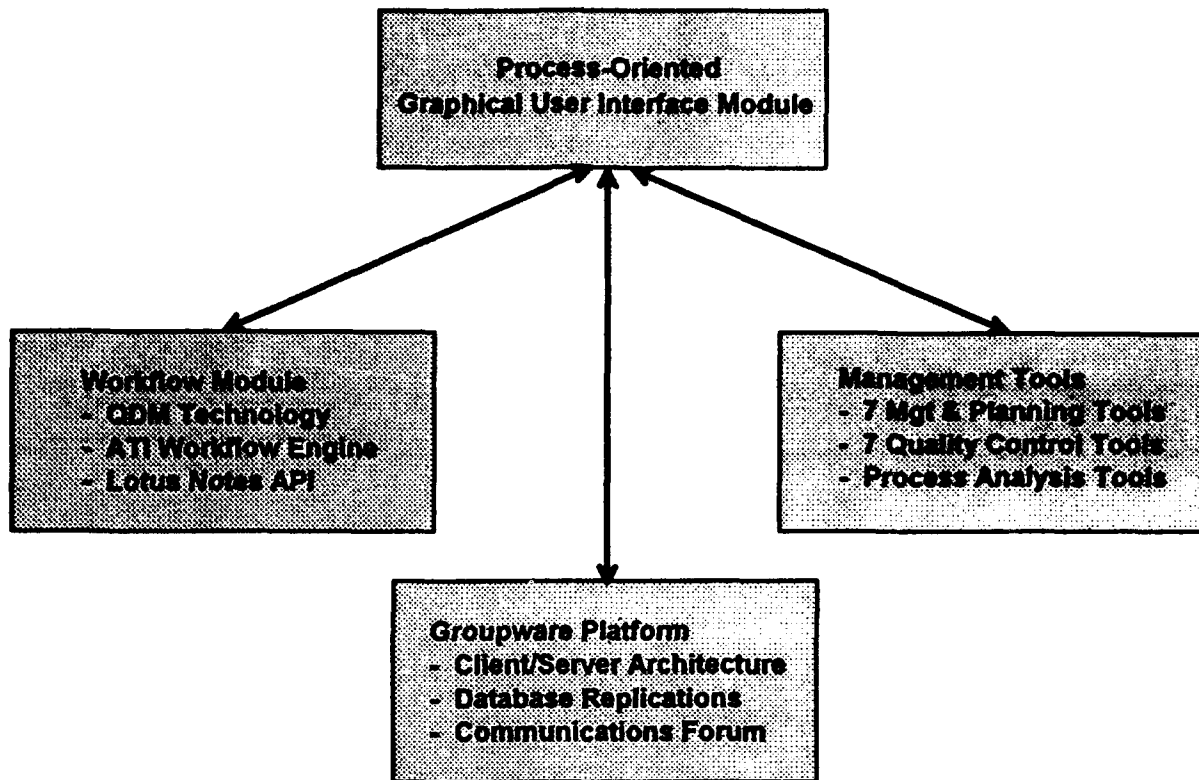 Process-Oriented
Graphical User Interface Module
Workflow Module
- QDM Technology
- ATI Workflow Engine
- Lotus Notes API
Management Tools
- 7 Mgt & Planning Tools
- 7 Quality Control Tools
- Process Analysis Tools
Groupware Platform
- Client/Server Architecture
- Database Replications
- Communications Forum